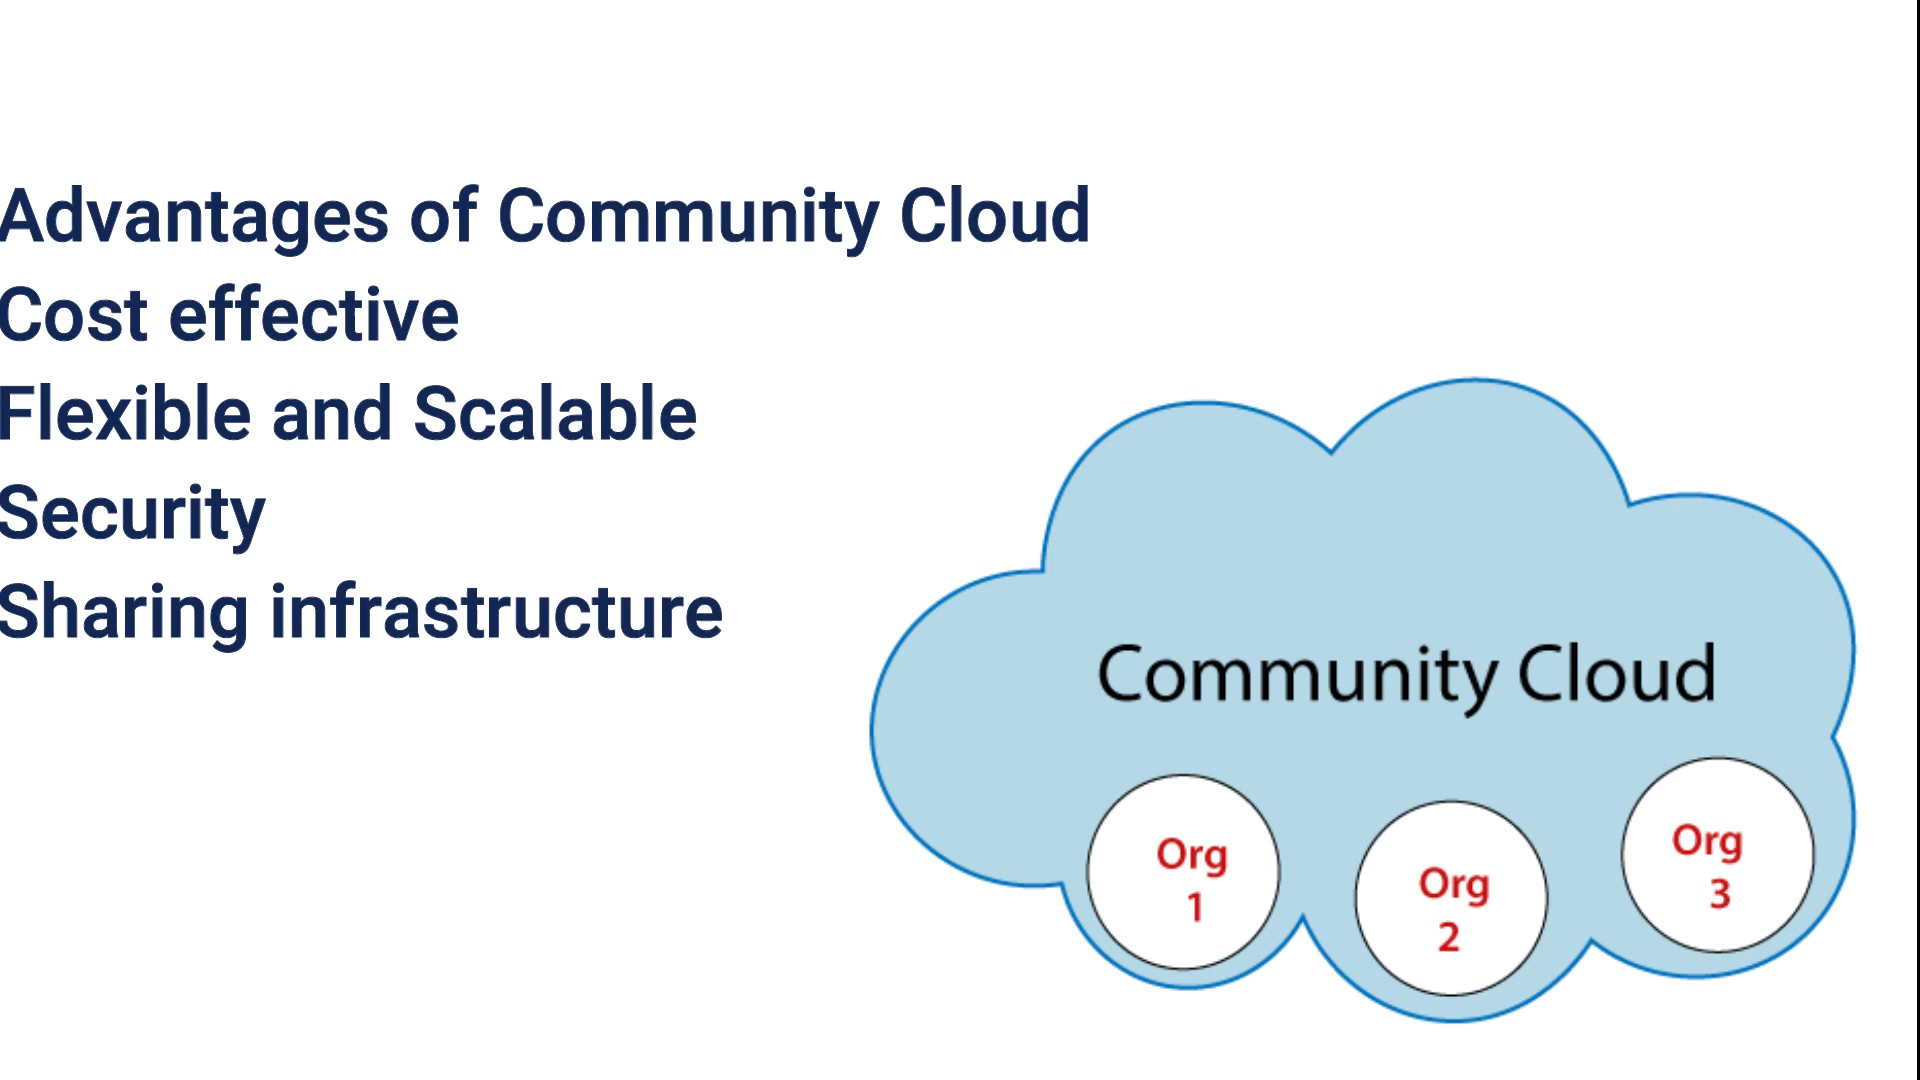 Advantages of Community Cloud
Cost effective
Flexible and Scalable
Security
Sharing infrastructure
Community Cloud
Org
1
Org
2
Org
3